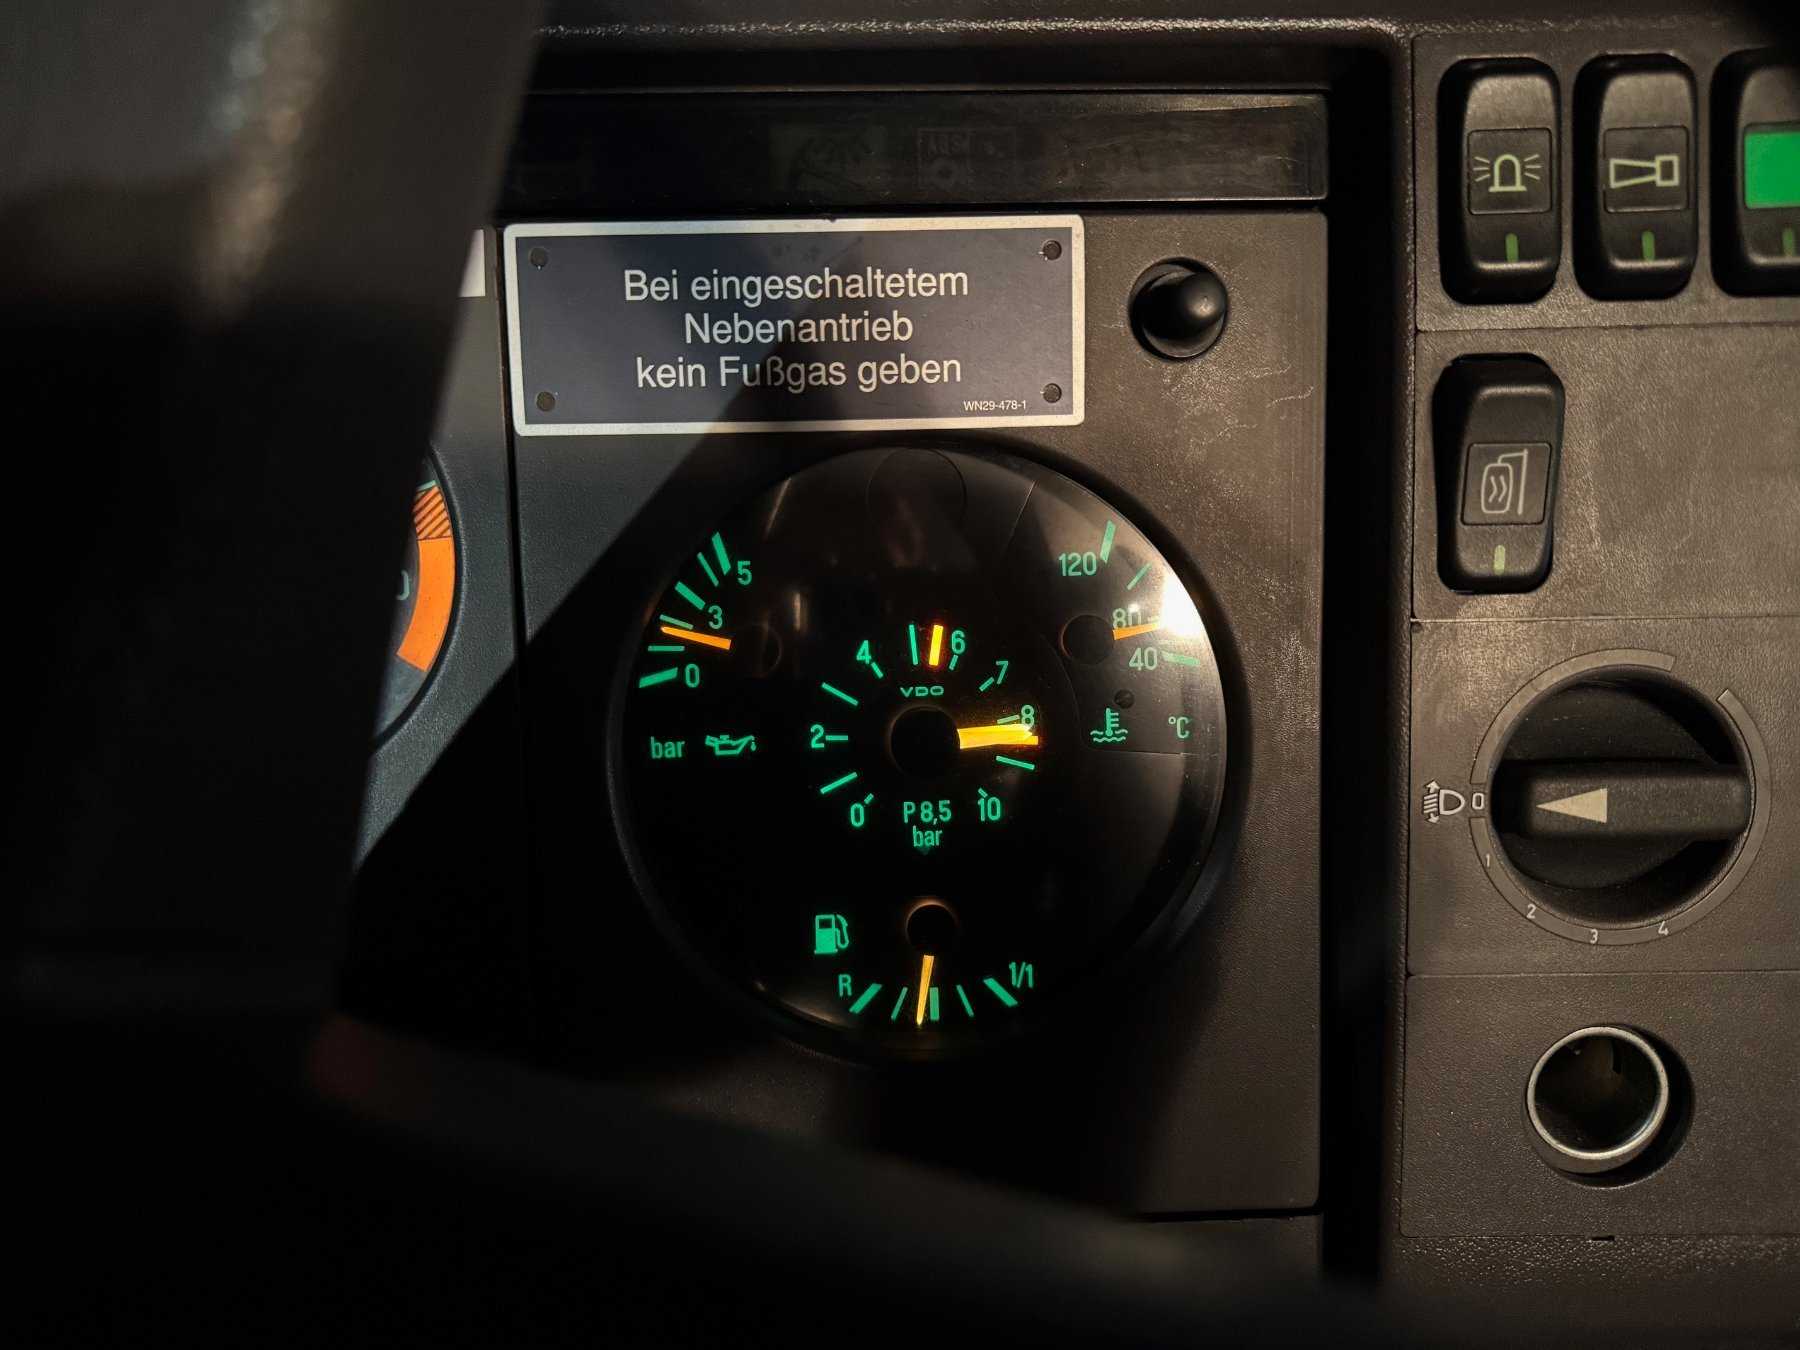 ABS
Bei eingeschaltetem
Nebenantrieb
kein Fußgas geben
WN29-478-1
5
120
3
80
4
6
40
0
7
VDO
8
bar
2
°C
0
P 8,5
10
bar
R
1/1
0
1
2
3
4